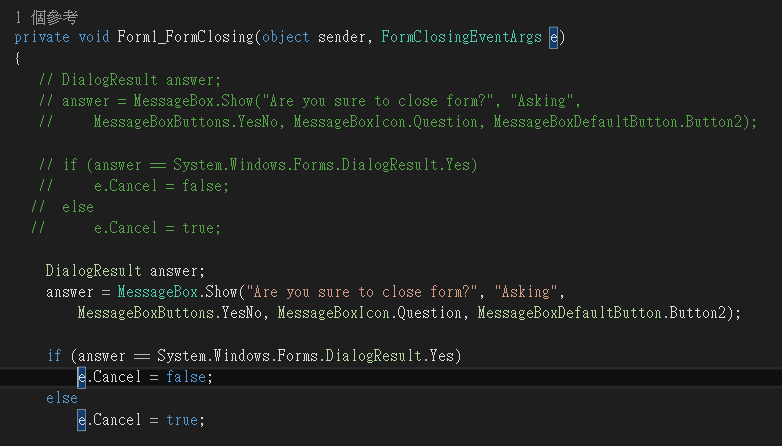 1 個參考
private void Form1_FormClosing(object sender, FormClosingEventArgs e)
{
// DialogResult answer;
// answer = MessageBox.Show("Are you sure to close form?", "Asking",
// MessageBoxButtons.YesNo, MessageBoxIcon.Question, MessageBoxDefaultButton.Button2);
// if (answer == System.Windows.Forms.DialogResult.Yes)
// e.Cancel = false;
// else
// e.Cancel = true;
DialogResult answer;
answer = MessageBox.Show("Are you sure to close form?", "Asking",
MessageBoxButtons.YesNo, MessageBoxIcon.Question, MessageBoxDefaultButton.Button2);
if (answer == System.Windows.Forms.DialogResult.Yes)
e.Cancel = false;
else
e.Cancel = true;